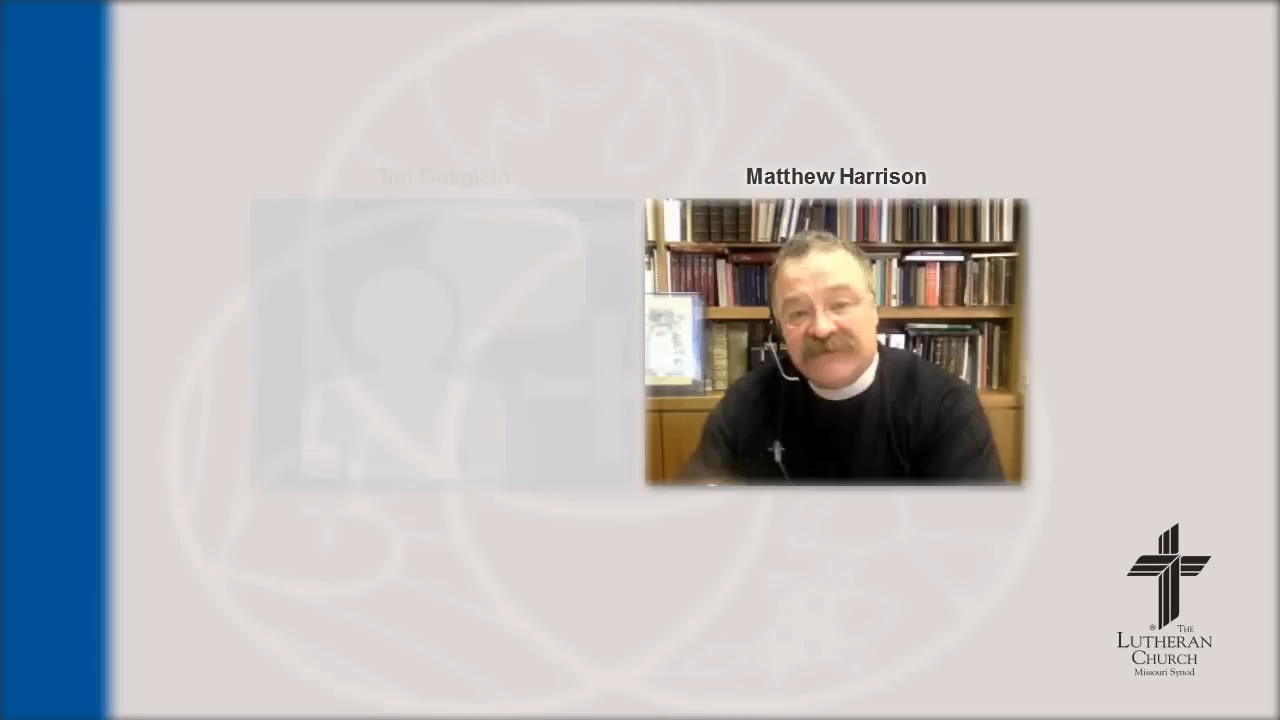 Matthew Harrison
® THE
LUTHERAN
CHURCH
Missouri Synod